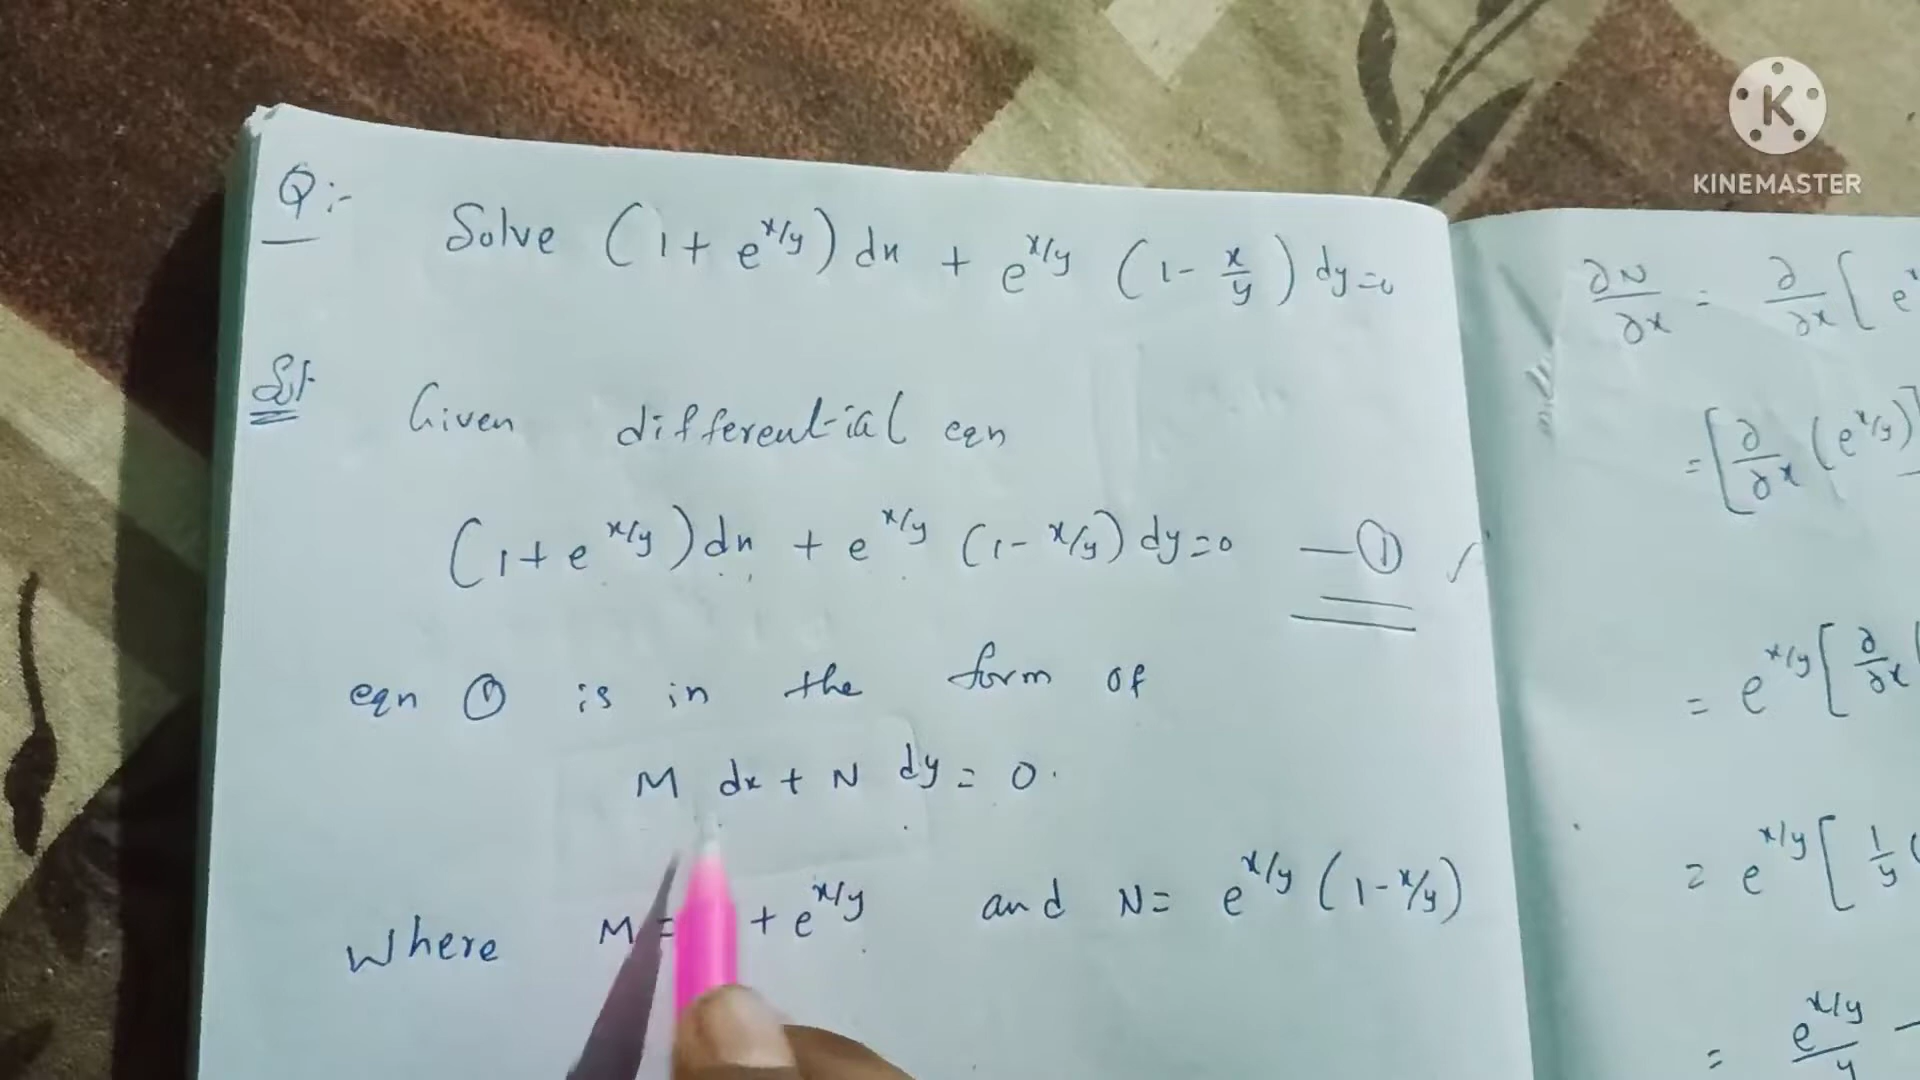 Q:- Solve (1 + e^x/y) dx + e^x/y (1 - x/y) dy=0
Sol:
Given differential eqn
(1 + e^x/y) dx + e^x/y (1 - x/y) dy=0 — ①
eqn ① is in the form of
M dx + N dy = 0.
Where M = + e^x/y and N = e^x/y (1 - x/y)
∂N/∂x = ∂/∂x [ e
= [ ∂/∂x (e^x/y)
= e^x/y [ ∂/∂x
= e^x/y [ 1/y (
= e^x/y / y -
KINEMASTER